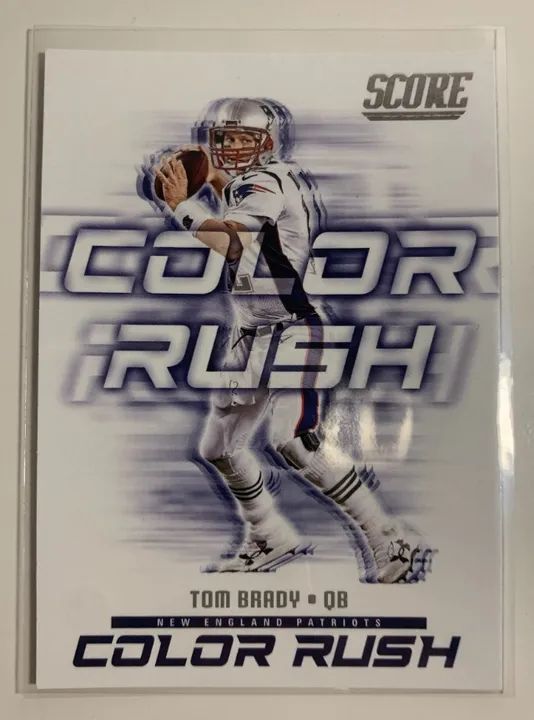 SCORE
COLOR
RUSH
TOM BRADY • QB
NEW ENGLAND PATRIOTS
COLOR RUSH